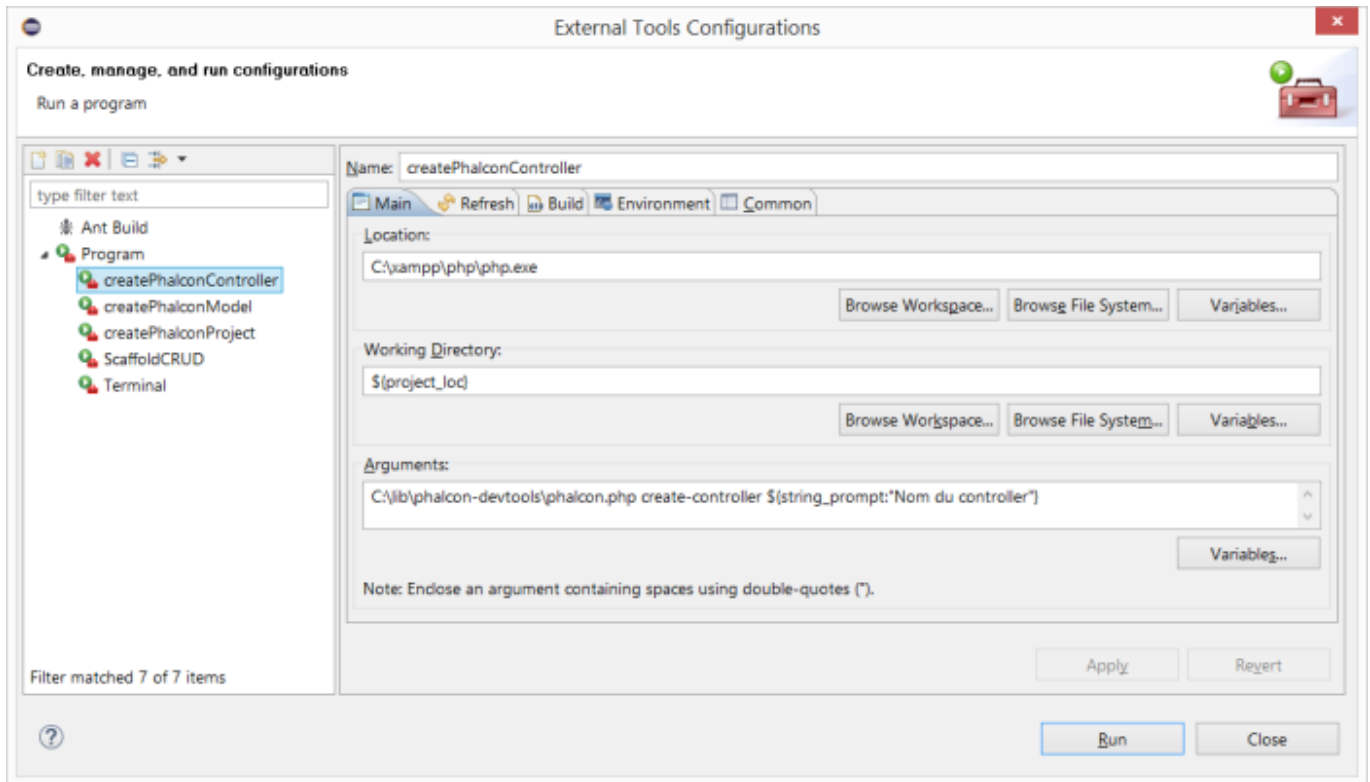 External Tools Configurations
Create, manage, and run configurations
Run a program
type filter text
Ant Build
Program
createPhalconController
createPhalconModel
createPhalconProject
ScaffoldCRUD
Terminal
Filter matched 7 of 7 items
Name: createPhalconController
Main Refresh Build Environment Common
Location:
C:\xampp\php\php.exe
Browse Workspace... Browse File System... Variables...
Working Directory:
${project_loc}
Browse Workspace... Browse File System... Variables...
Arguments:
C:\lib\phalcon-devtools\phalcon.php create-controller ${string_prompt:"Nom du controller"}
Variables...
Note: Enclose an argument containing spaces using double-quotes (").
Apply Revert
Run Close